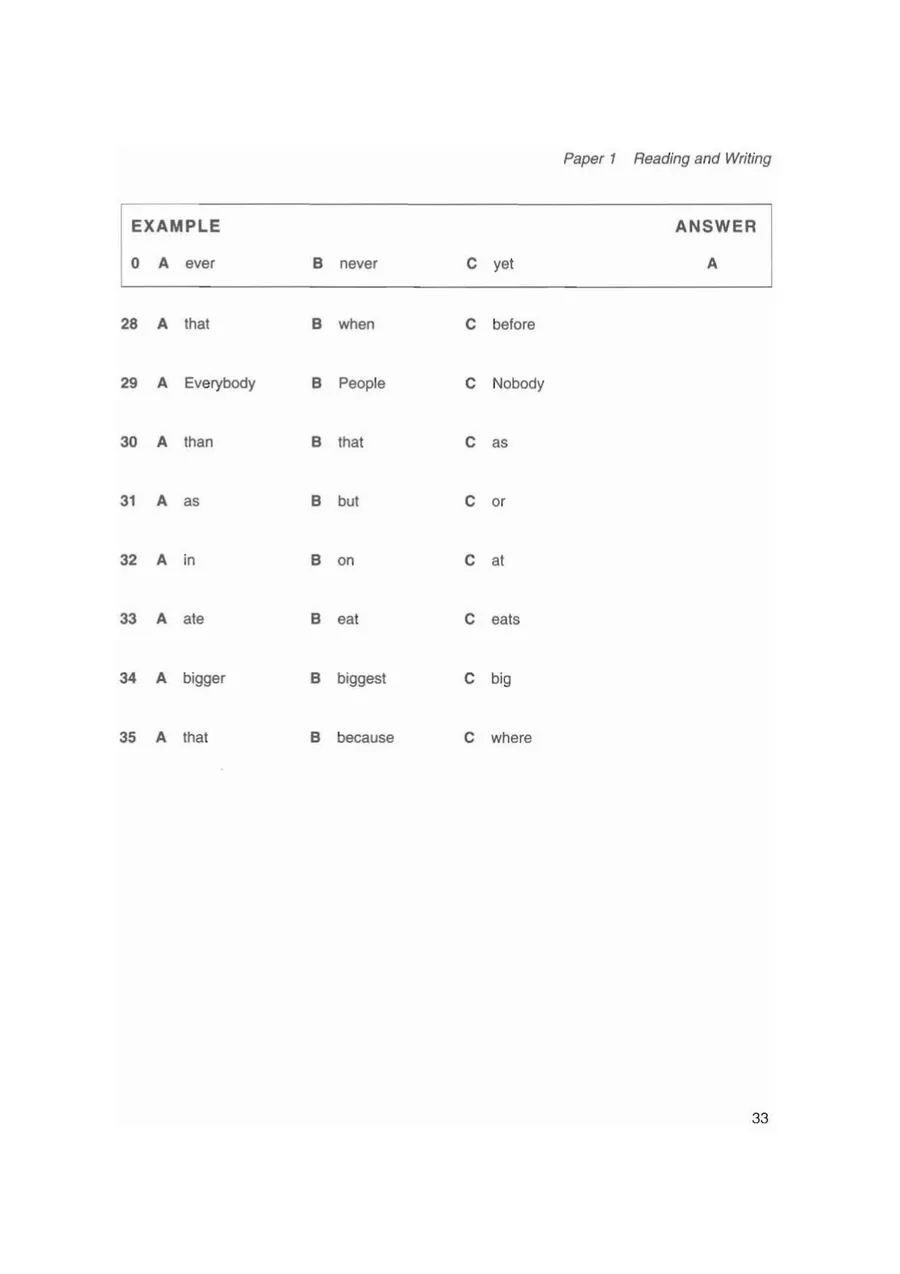 Paper 1 Reading and Writing
EXAMPLE ANSWER
0 A ever B never C yet A
28 A that B when C before
29 A Everybody B People C Nobody
30 A than B that C as
31 A as B but C or
32 A in B on C at
33 A ate B eat C eats
34 A bigger B biggest C big
35 A that B because C where
33